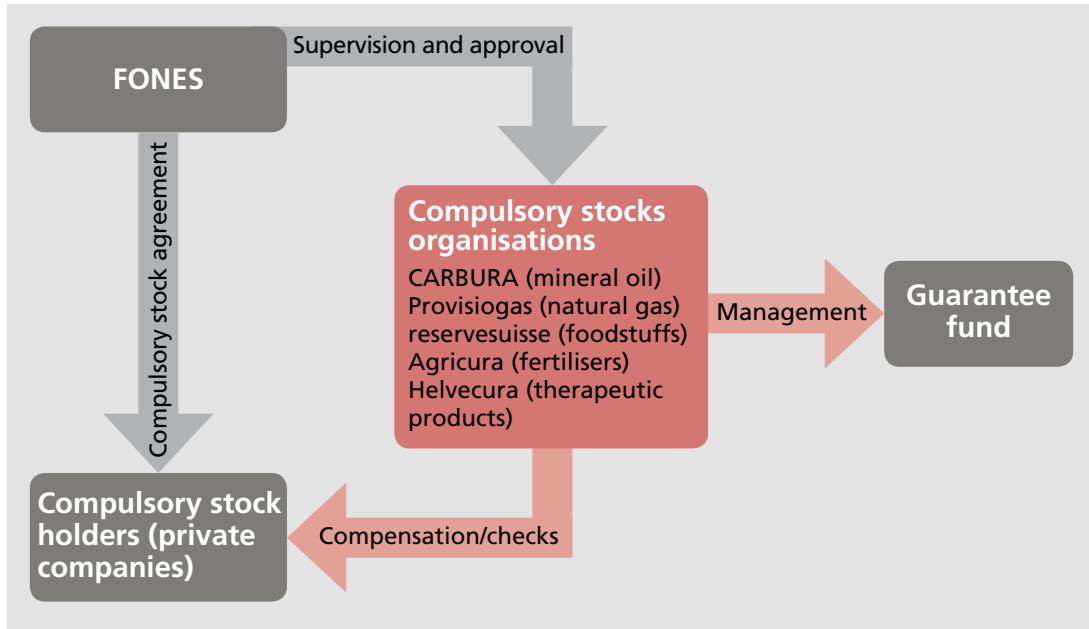 FONES
Supervision and approval
Compulsory stock agreement
Compulsory stocks
organisations
CARBURA (mineral oil)
Provisiogas (natural gas)
reservesuisse (foodstuffs)
Agricura (fertilisers)
Helvecura (therapeutic
products)
Management
Guarantee
fund
Compulsory stock
holders (private
companies)
Compensation/checks